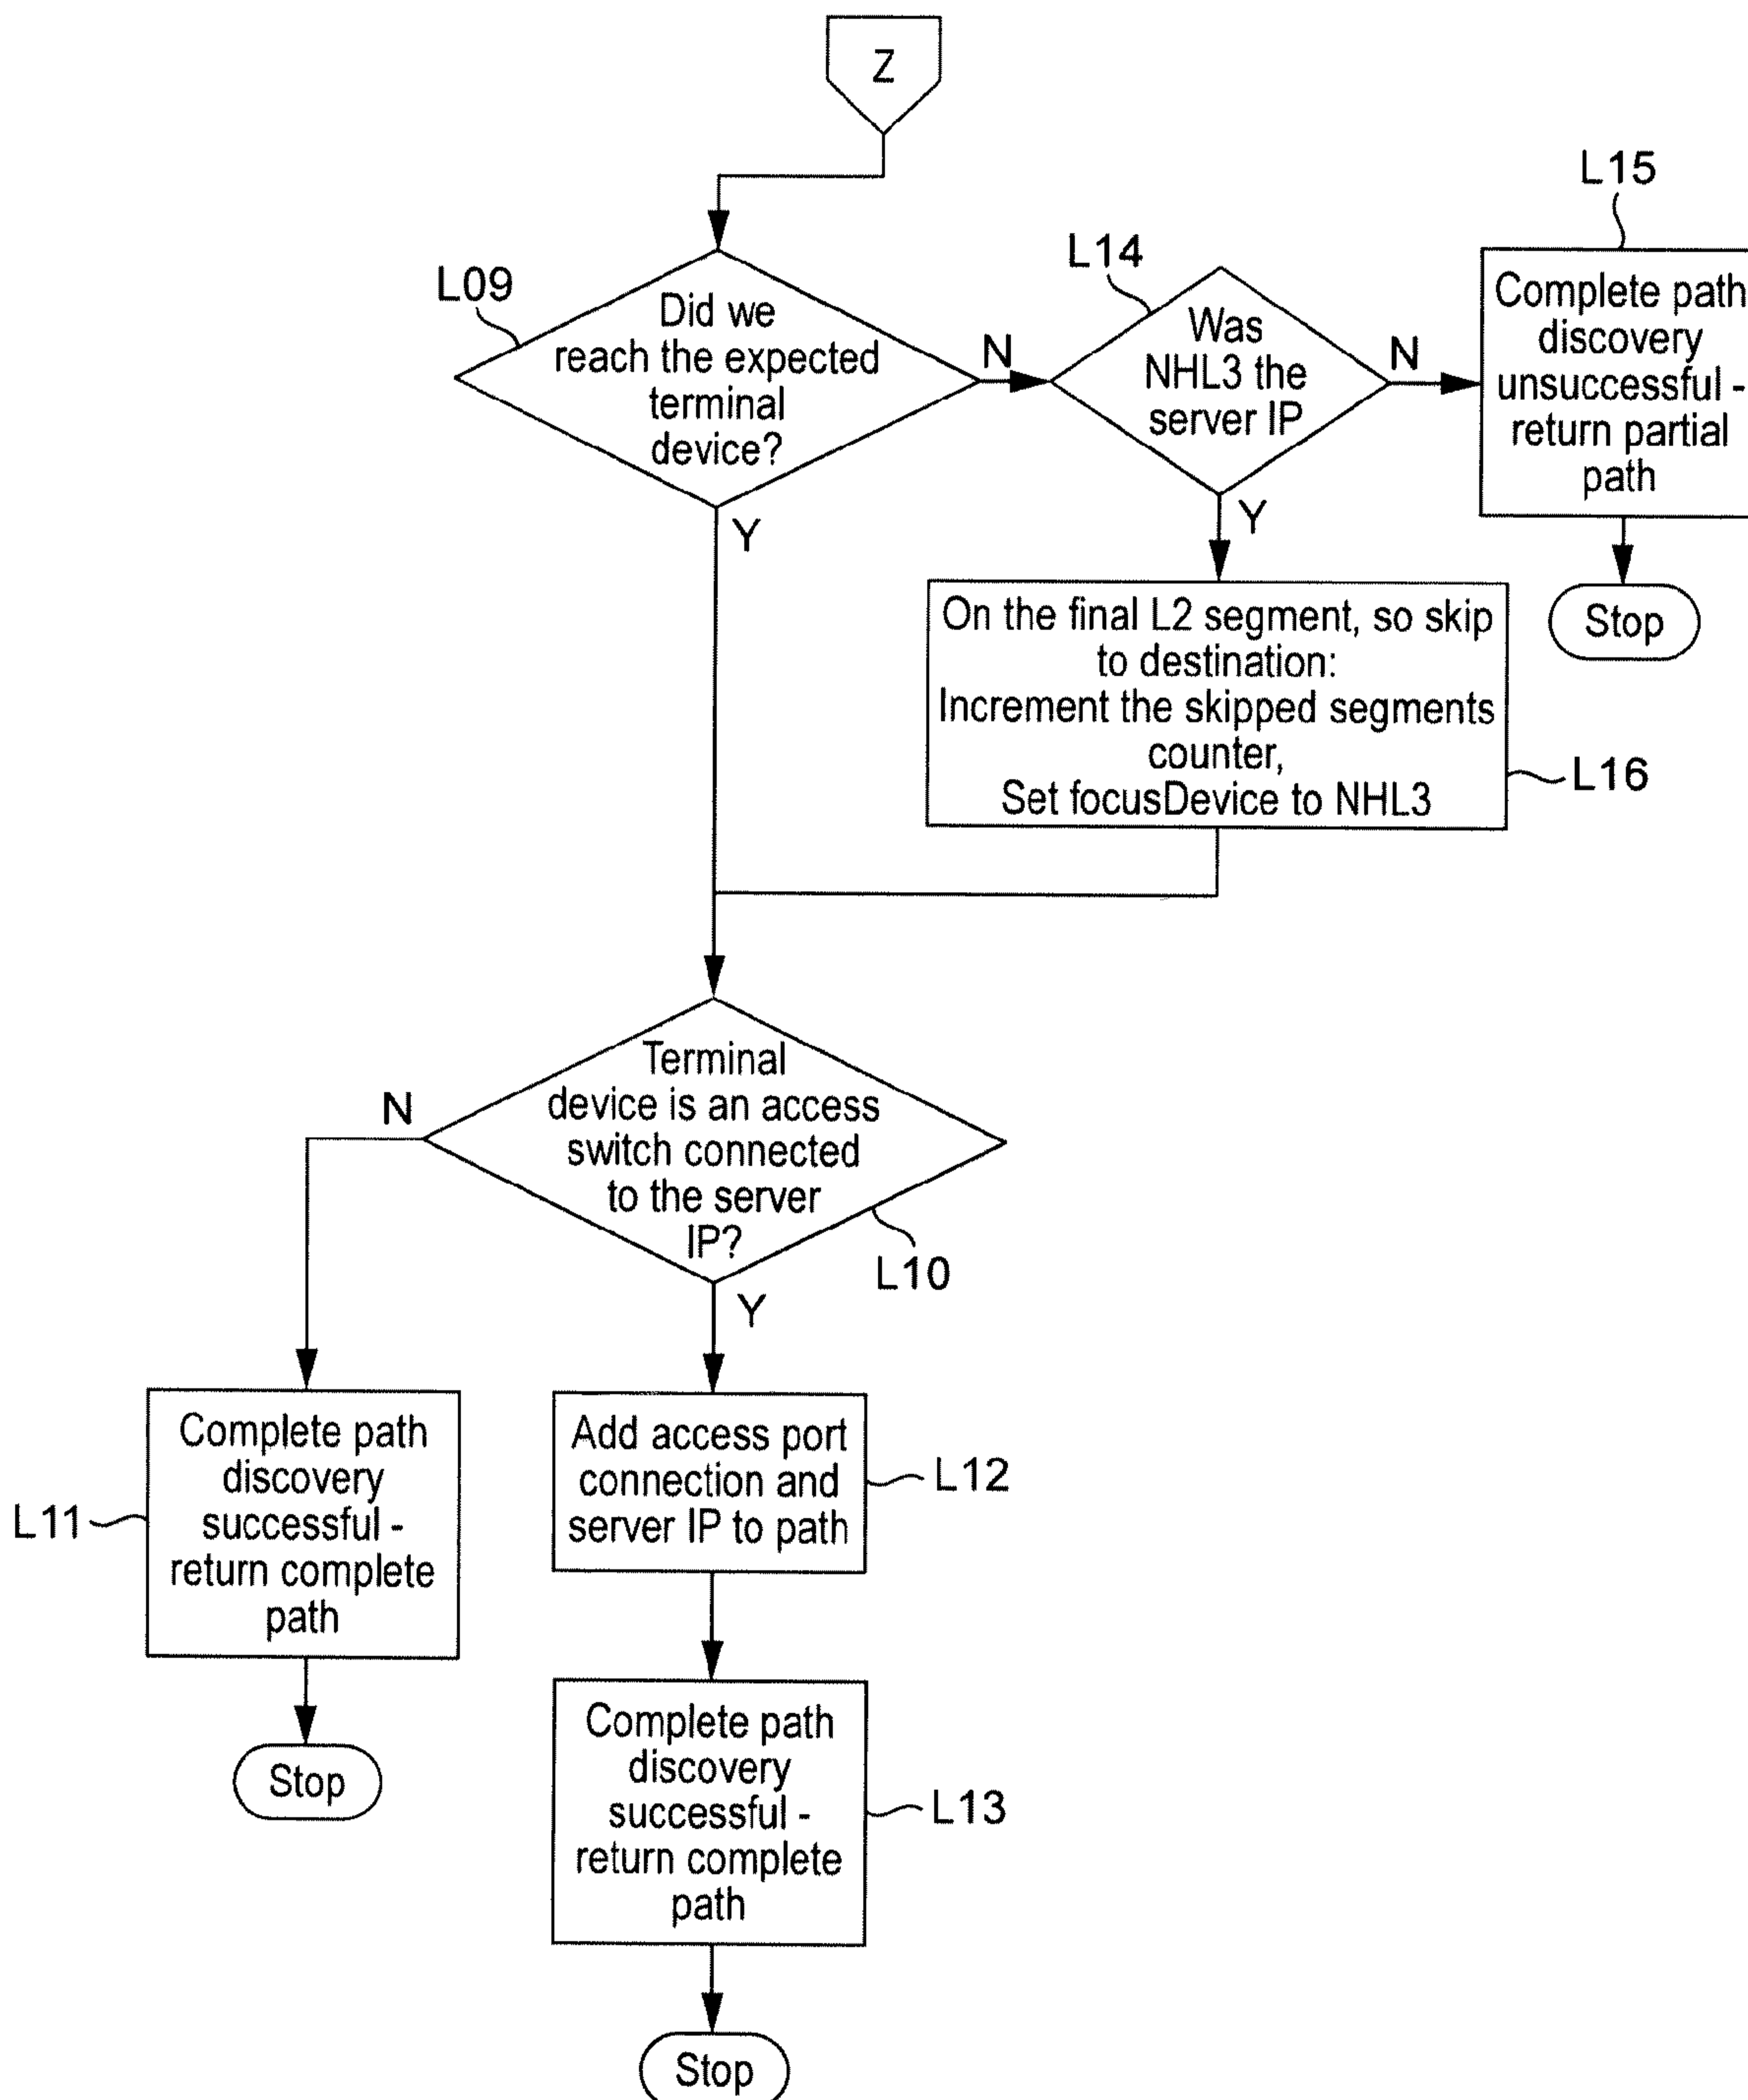 Z
L09
Did we
reach the expected
terminal
device?
N
Y
L14
Was
NHL3 the
server IP
N
Y
L15
Complete path
discovery
unsuccessful -
return partial
path
Stop
On the final L2 segment, so skip
to destination:
Increment the skipped segments
counter,
Set focusDevice to NHL3
L16
Terminal
device is an access
switch connected
to the server
IP?
N
L10
Y
Complete path
discovery
successful -
return complete
path
L11
Stop
Add access port
connection and
server IP to path
L12
Complete path
discovery
successful -
return complete
path
L13
Stop